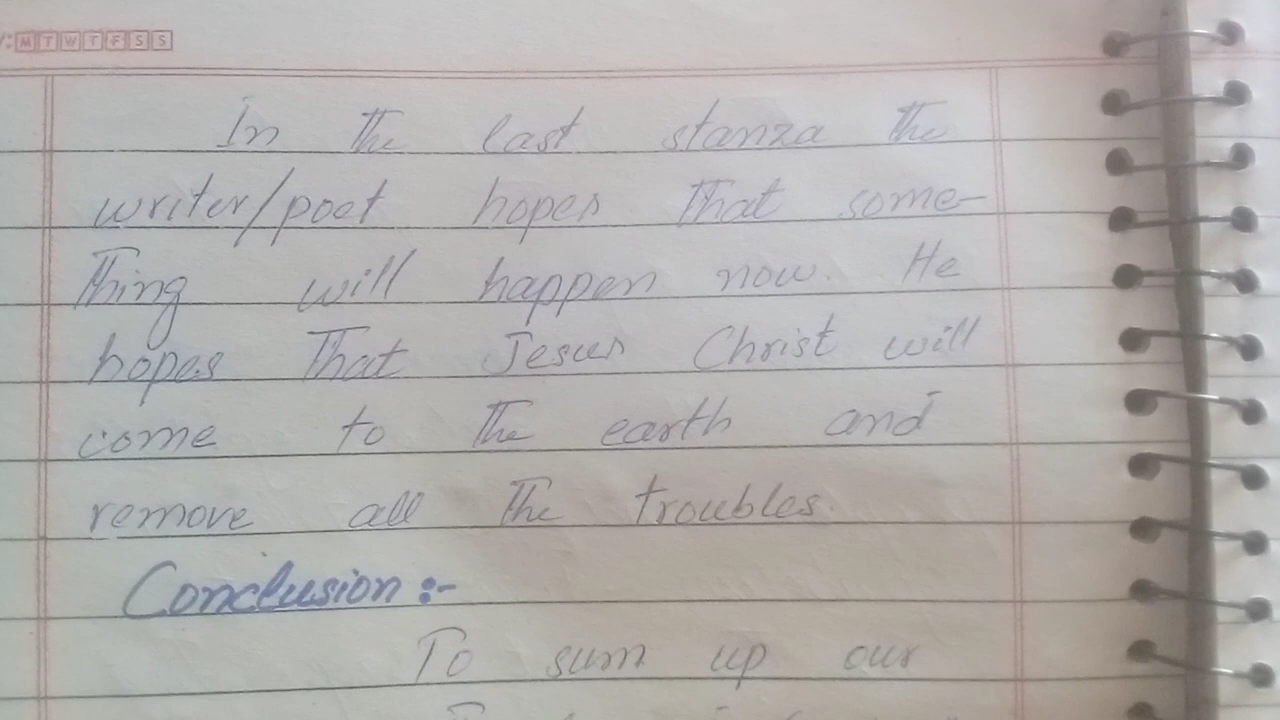 M T W T F S S
In the last stanza the
writer/poet hopes that some-
thing will happen now. He
hopes that Jesus Christ will
come to the earth and
remove all the troubles.
Conclusion :-
To sum up our